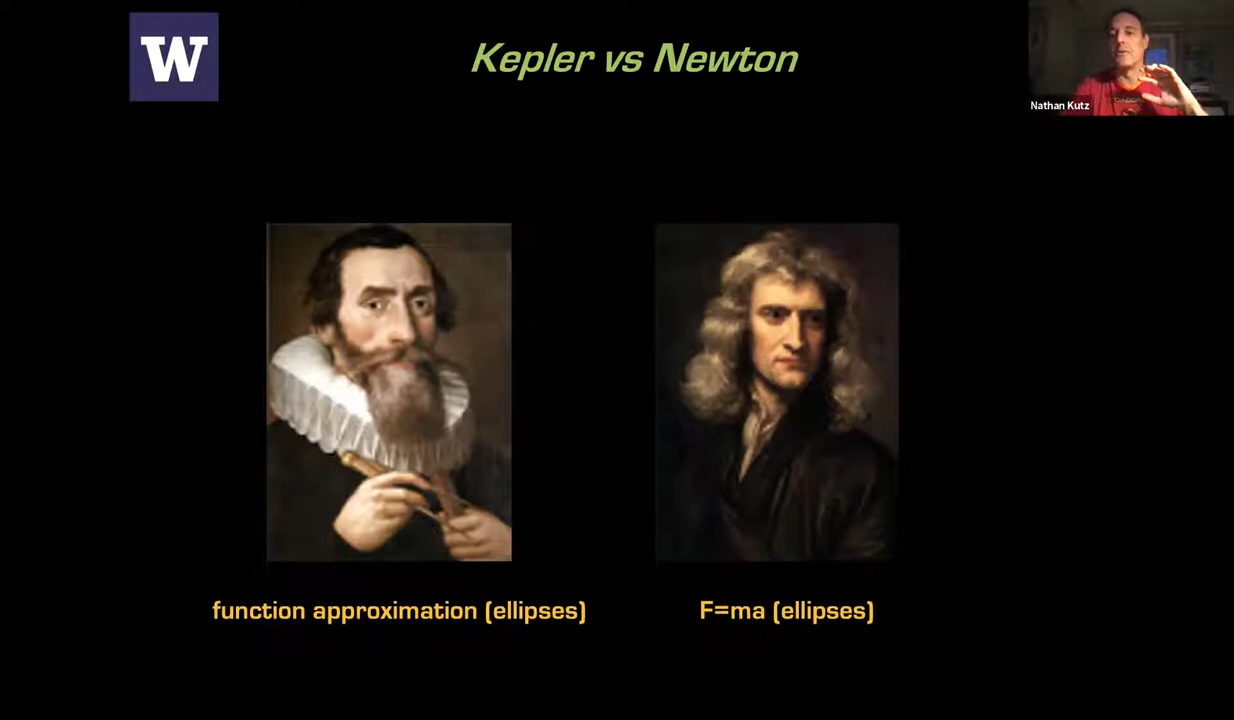 W
Kepler vs Newton
Nathan Kutz
function approximation (ellipses)
F=ma (ellipses)